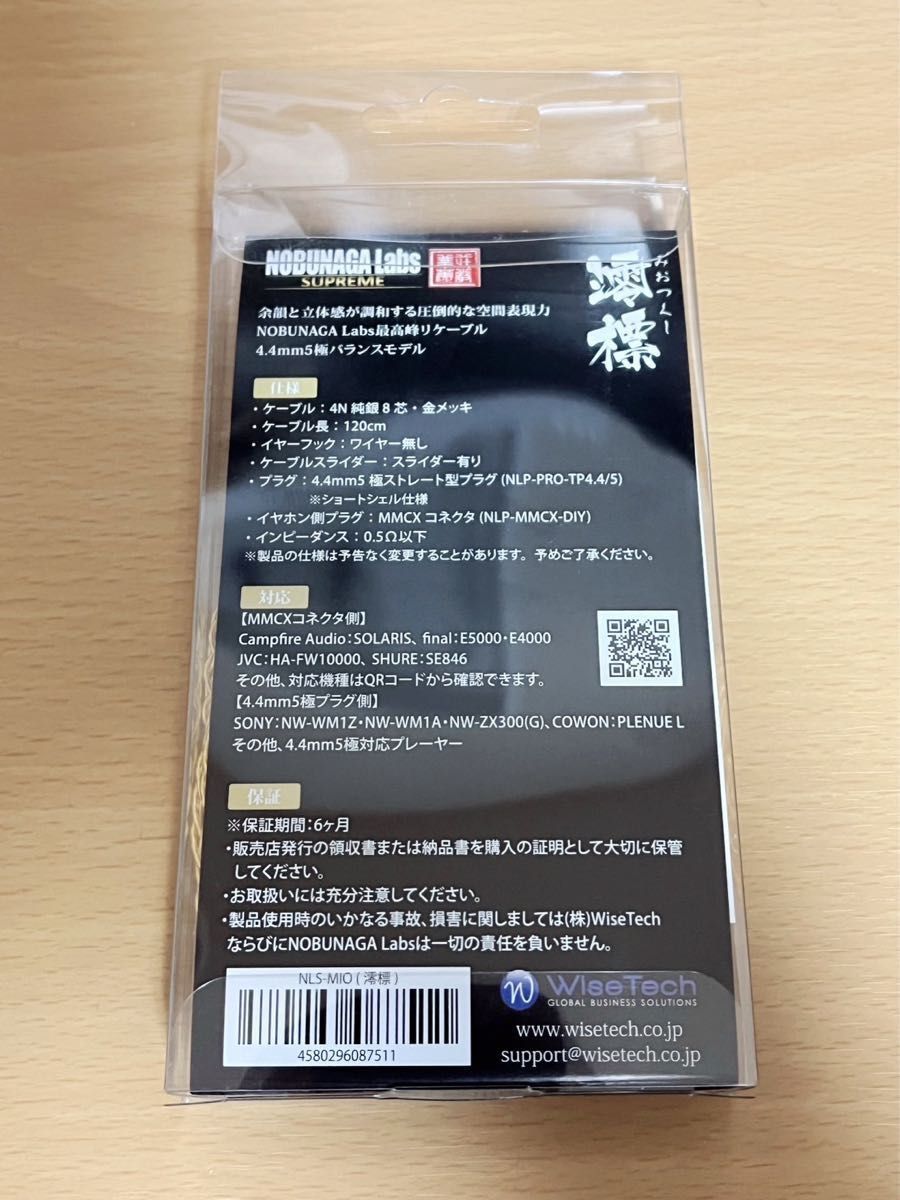 NOBUNAGA Labs
SUPREME
澪標
みおつくし
余韻と立体感が調和する圧倒的な空間表現力
NOBUNAGA Labs最高峰リケーブル
4.4mm5極バランスモデル
仕様
・ケーブル：4N 純銀 8 芯・金メッキ
・ケーブル長：120cm
・イヤーフック：ワイヤー無し
・ケーブルスライダー：スライダー有り
・プラグ：4.4mm5 極ストレート型プラグ (NLP-PRO-TP4.4/5)
※ショートシェル仕様
・イヤホン側プラグ：MMCX コネクタ (NLP-MMCX-DIY)
・インピーダンス：0.5Ω以下
※製品の仕様は予告なく変更することがあります。予めご了承ください。
対応
【MMCXコネクタ側】
Campfire Audio：SOLARIS、final：E5000・E4000
JVC：HA-FW10000、SHURE：SE846
その他、対応機種はQRコードから確認できます。
【4.4mm5極プラグ側】
SONY：NW-WM1Z・NW-WM1A・NW-ZX300(G)、COWON：PLENUE L
その他、4.4mm5極対応プレーヤー
保証
※保証期間：6ヶ月
・販売店発行の領収書または納品書を購入の証明として大切に保管
してください。
・お取扱いには充分注意してください。
・製品使用時のいかなる事故、損害に関しましては(株)WiseTech
ならびにNOBUNAGA Labsは一切の責任を負いません。
NLS-MIO ( 澪標 )
4580296087511
WiseTech
GLOBAL BUSINESS SOLUTIONS
www.wisetech.co.jp
support@wisetech.co.jp